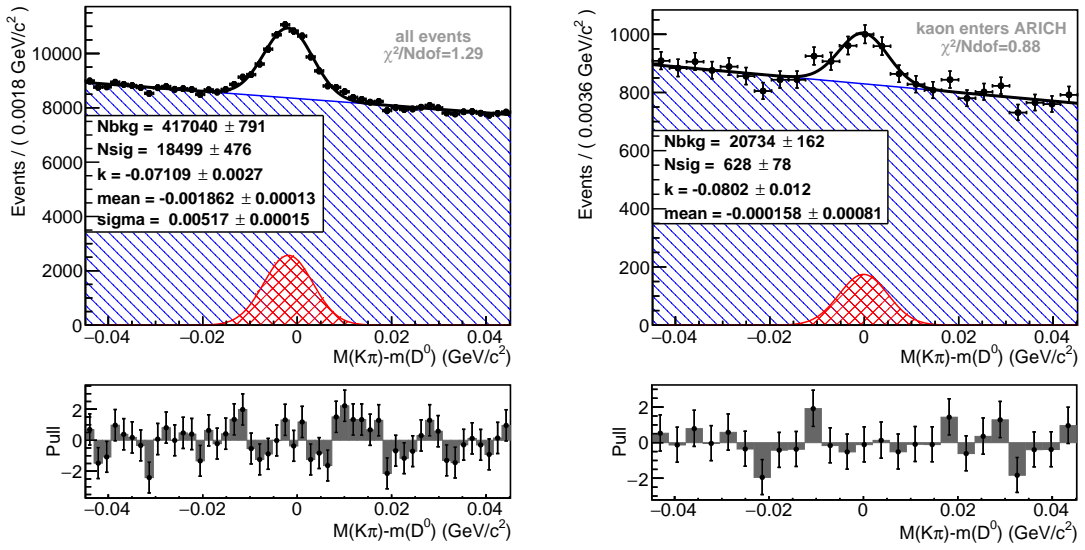 Events / ( 0.0018 GeV/c² )
10000
8000
6000
4000
2000
0
all events
χ²/Ndof=1.29
Nbkg = 417040 ± 791
Nsig = 18499 ± 476
k = -0.07109 ± 0.0027
mean = -0.001862 ± 0.00013
sigma = 0.00517 ± 0.00015
−0.04 −0.02 0 0.02 0.04
M(Kπ)-m(D⁰) (GeV/c²)
Pull
2
0
−2
−0.04 −0.02 0 0.02 0.04
M(Kπ)-m(D⁰) (GeV/c²)
Events / ( 0.0036 GeV/c² )
1000
800
600
400
200
0
kaon enters ARICH
χ²/Ndof=0.88
Nbkg = 20734 ± 162
Nsig = 628 ± 78
k = -0.0802 ± 0.012
mean = -0.000158 ± 0.00081
−0.04 −0.02 0 0.02 0.04
M(Kπ)-m(D⁰) (GeV/c²)
Pull
2
0
−2
−0.04 −0.02 0 0.02 0.04
M(Kπ)-m(D⁰) (GeV/c²)